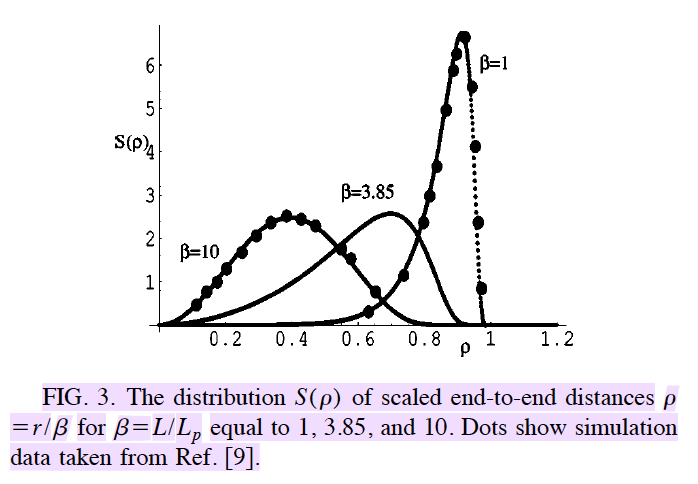 6
β=1
5
S(ρ)
4
3
β=3.85
2
β=10
1
0.2 0.4 0.6 0.8 1 1.2
ρ
FIG. 3. The distribution S(ρ) of scaled end-to-end distances ρ
=r/β for β=L/Lₚ equal to 1, 3.85, and 10. Dots show simulation
data taken from Ref. [9].